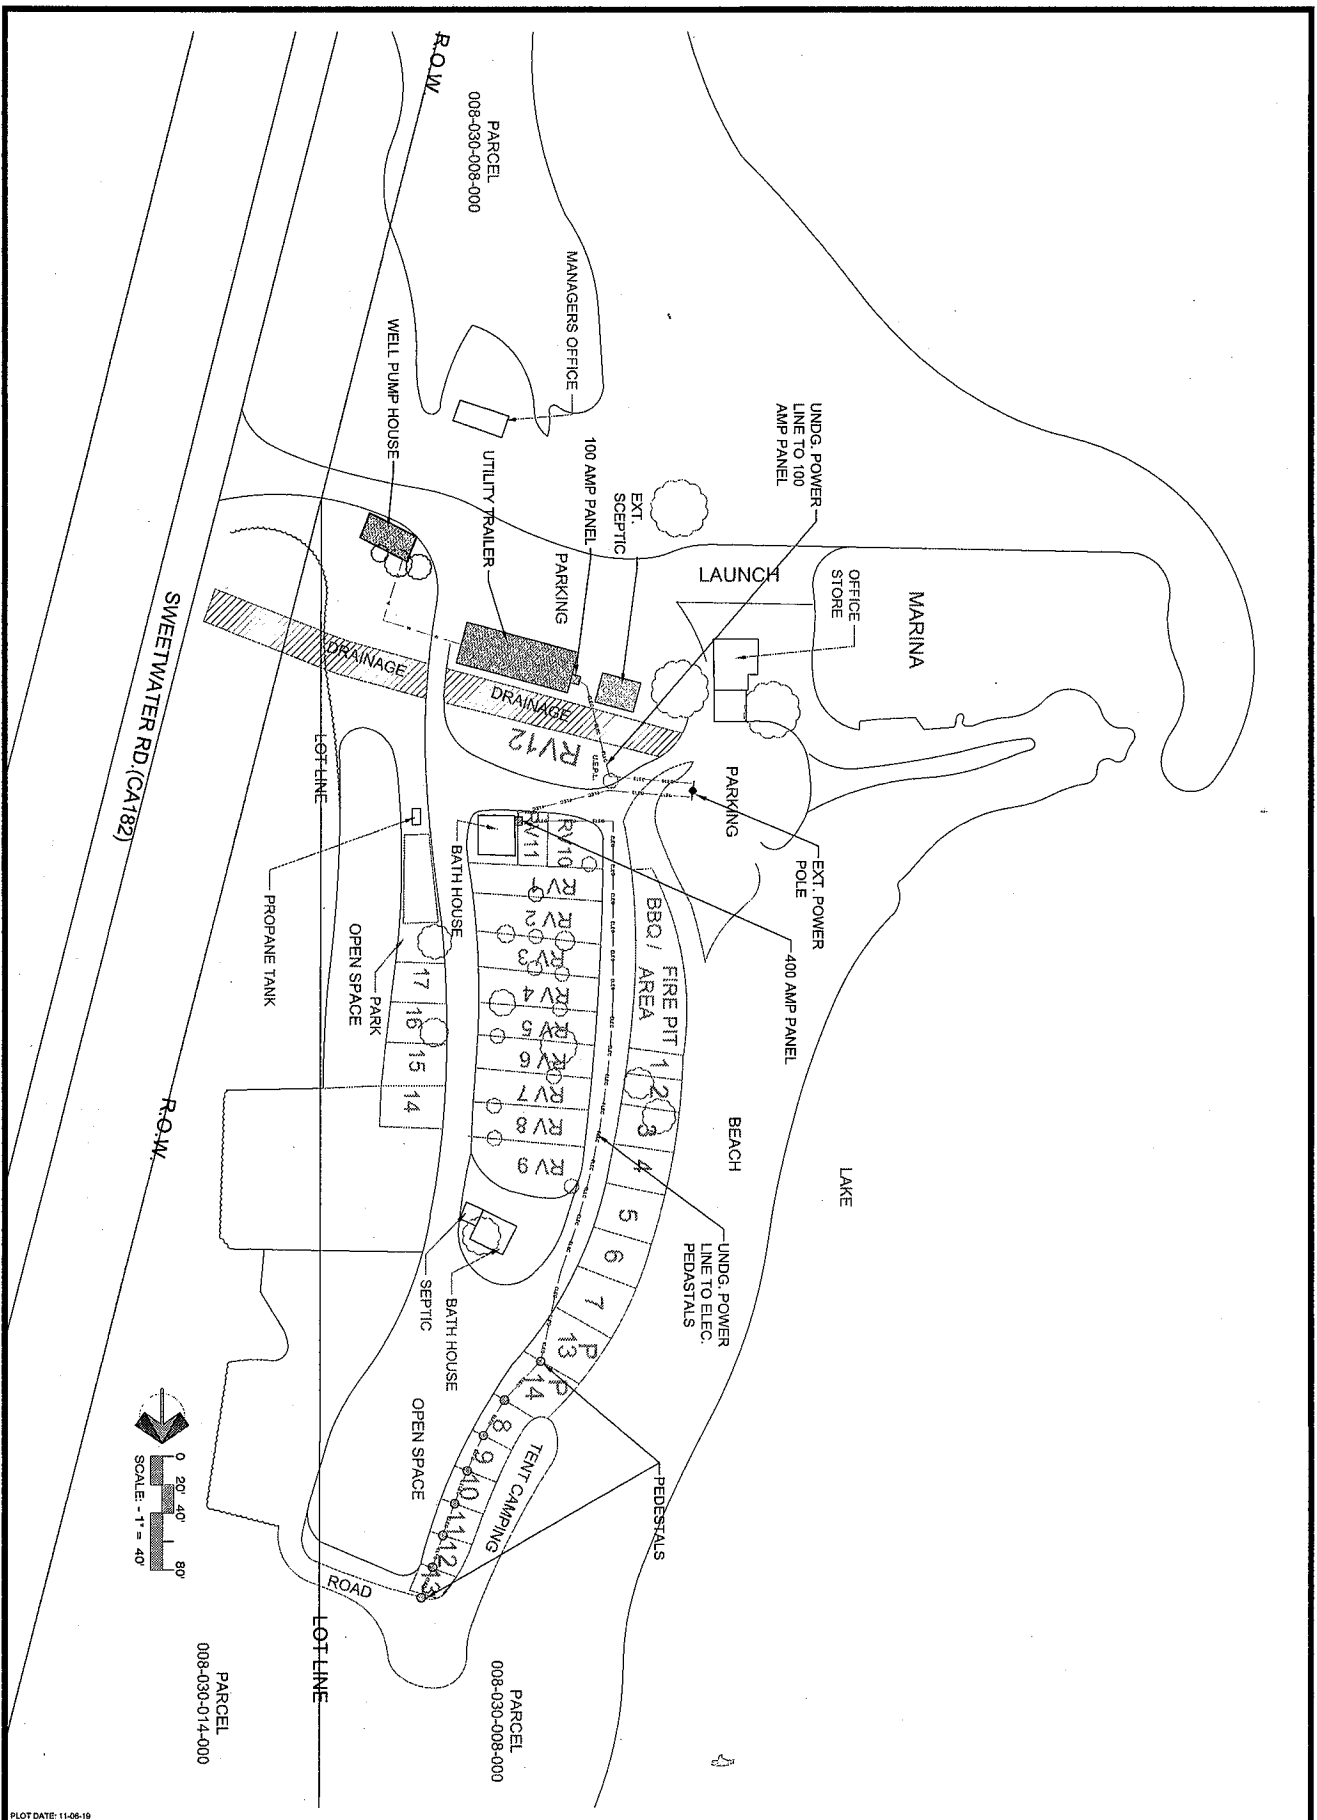 R.O.W.
PARCEL
008-030-008-000
MANAGERS OFFICE
WELL PUMP HOUSE
UTILITY TRAILER
100 AMP PANEL
PARKING
EXT.
SCEPTIC
UNDG. POWER
LINE TO 100
AMP PANEL
LAUNCH
OFFICE
STORE
MARINA
SWEETWATER RD.(CA182)
DRAINAGE
DRAINAGE
RV12
U.E.P.L.
LOT LINE
PARKING
EXT. POWER
POLE
400 AMP PANEL
BATH HOUSE
PROPANE TANK
OPEN SPACE
PARK
RV11
RV10
RV1
RV 2
RV 3
RV 4
RV 5
RV 6
RV 7
RV 8
RV 9
BBQ /
FIRE PIT
AREA
17
16
15
14
1
2
3
4
5
6
7
P
13
P
14
8
9
10
11
12
13
BEACH
LAKE
UNDG. POWER
LINE TO ELEC.
PEDASTALS
SEPTIC
BATH HOUSE
OPEN SPACE
TENT CAMPING
PEDESTALS
R.O.W.
ROAD
LOT LINE
0 20' 40' 80'
SCALE: - 1" = 40'
PARCEL
008-030-014-000
PARCEL
008-030-008-000
PLOT DATE: 11-06-19